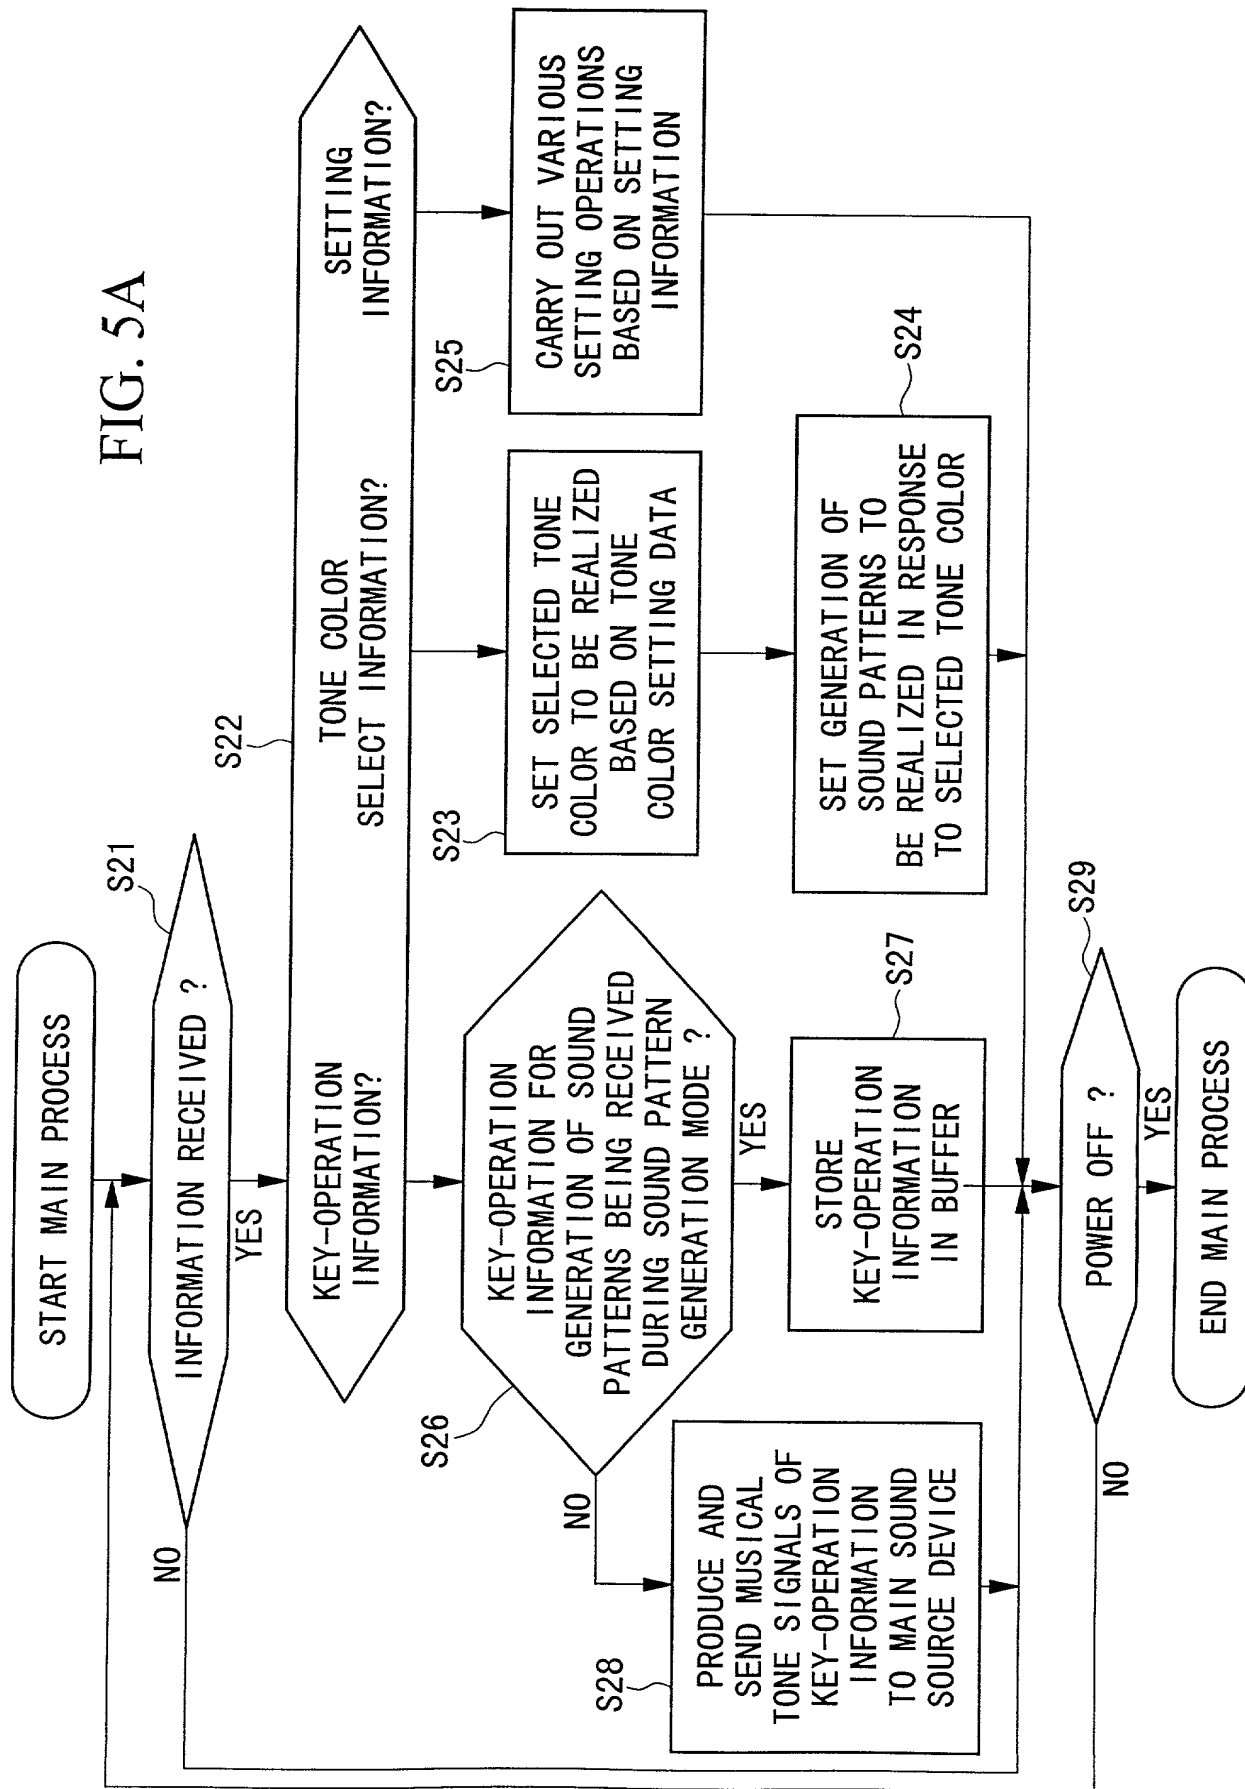 FIG. 5A
START MAIN PROCESS
S21
INFORMATION RECEIVED ?
NO
YES
S22
KEY-OPERATION
INFORMATION?
TONE COLOR
SELECT INFORMATION?
SETTING
INFORMATION?
S26
KEY-OPERATION
INFORMATION FOR
GENERATION OF SOUND
PATTERNS BEING RECEIVED
DURING SOUND PATTERN
GENERATION MODE ?
NO
YES
S23
SET SELECTED TONE
COLOR TO BE REALIZED
BASED ON TONE
COLOR SETTING DATA
S25
CARRY OUT VARIOUS
SETTING OPERATIONS
BASED ON SETTING
INFORMATION
S28
PRODUCE AND
SEND MUSICAL
TONE SIGNALS OF
KEY-OPERATION
INFORMATION
TO MAIN SOUND
SOURCE DEVICE
S27
STORE
KEY-OPERATION
INFORMATION
IN BUFFER
S24
SET GENERATION OF
SOUND PATTERNS TO
BE REALIZED IN RESPONSE
TO SELECTED TONE COLOR
S29
POWER OFF ?
NO
YES
END MAIN PROCESS